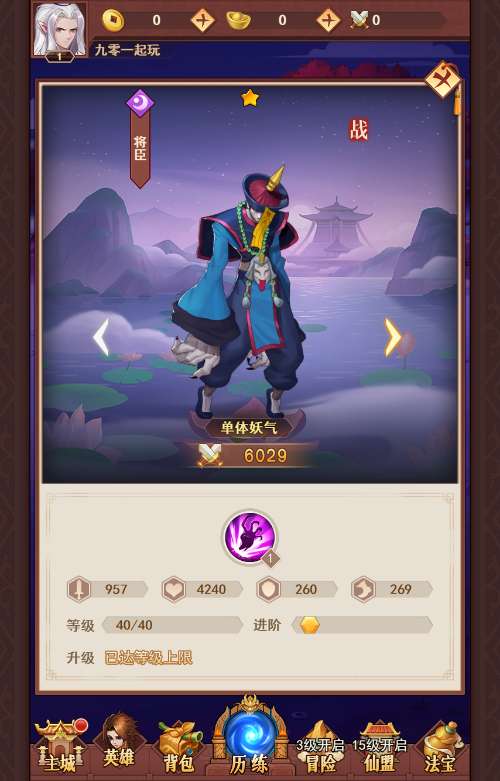 0
0
0
1
九零一起玩
将臣
战
单体妖气
6029
1
957
4240
260
269
等级 40/40 进阶
升级 已达等级上限
3级开启 15级开启
主城 英雄 背包 历练 冒险 仙盟 法宝